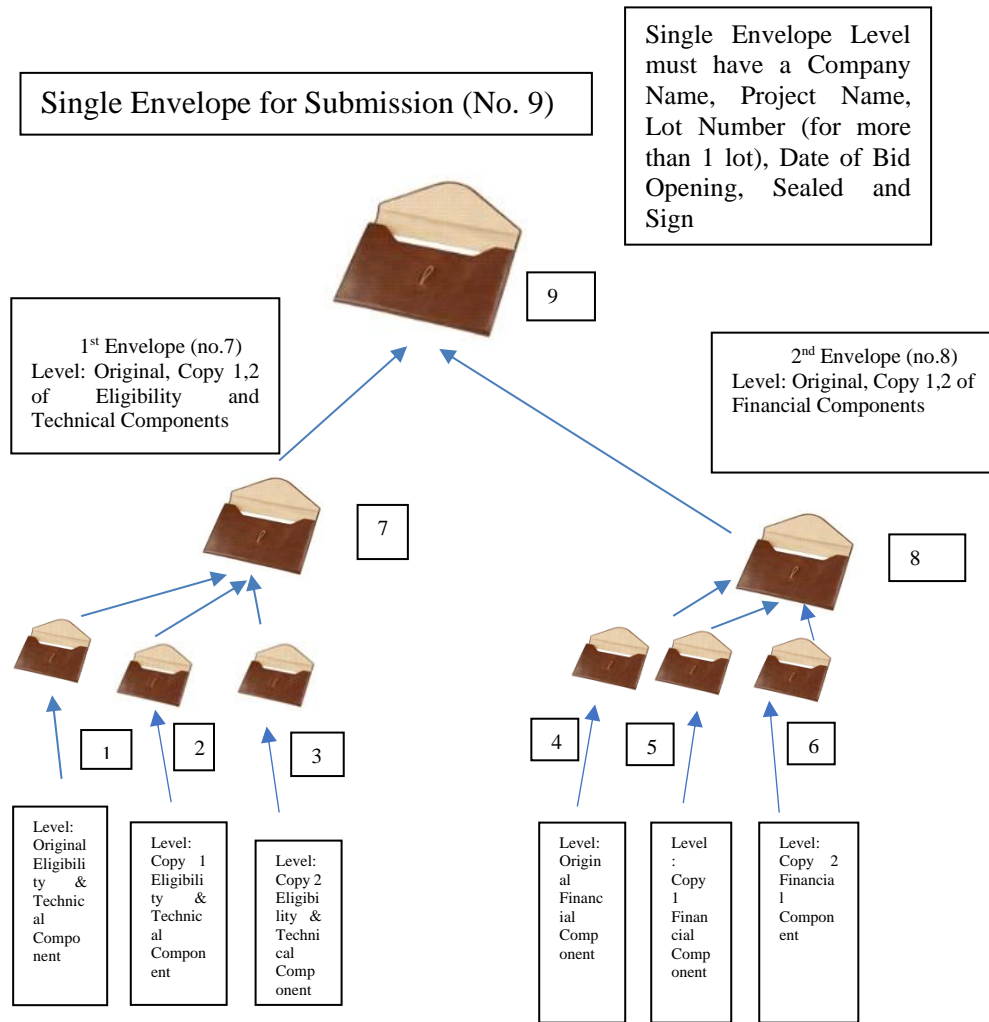 Single Envelope for Submission (No. 9)
Single Envelope Level
must have a Company
Name, Project Name,
Lot Number (for more
than 1 lot), Date of Bid
Opening, Sealed and
Sign
9
1st Envelope (no.7)
Level: Original, Copy 1,2
of Eligibility and
Technical Components
2nd Envelope (no.8)
Level: Original, Copy 1,2 of
Financial Components
7
8
1
2
3
4
5
6
Level:
Original
Eligibil
ity &
Technic
al
Compo
nent
Level:
Copy 1
Eligibili
ty &
Technic
al
Compon
ent
Level:
Copy 2
Eligibi
lity &
Techni
cal
Comp
onent
Level:
Origin
al
Financ
ial
Comp
onent
Level
:
Copy
1
Finan
cial
Comp
onent
Level:
Copy 2
Financia
l
Compon
ent